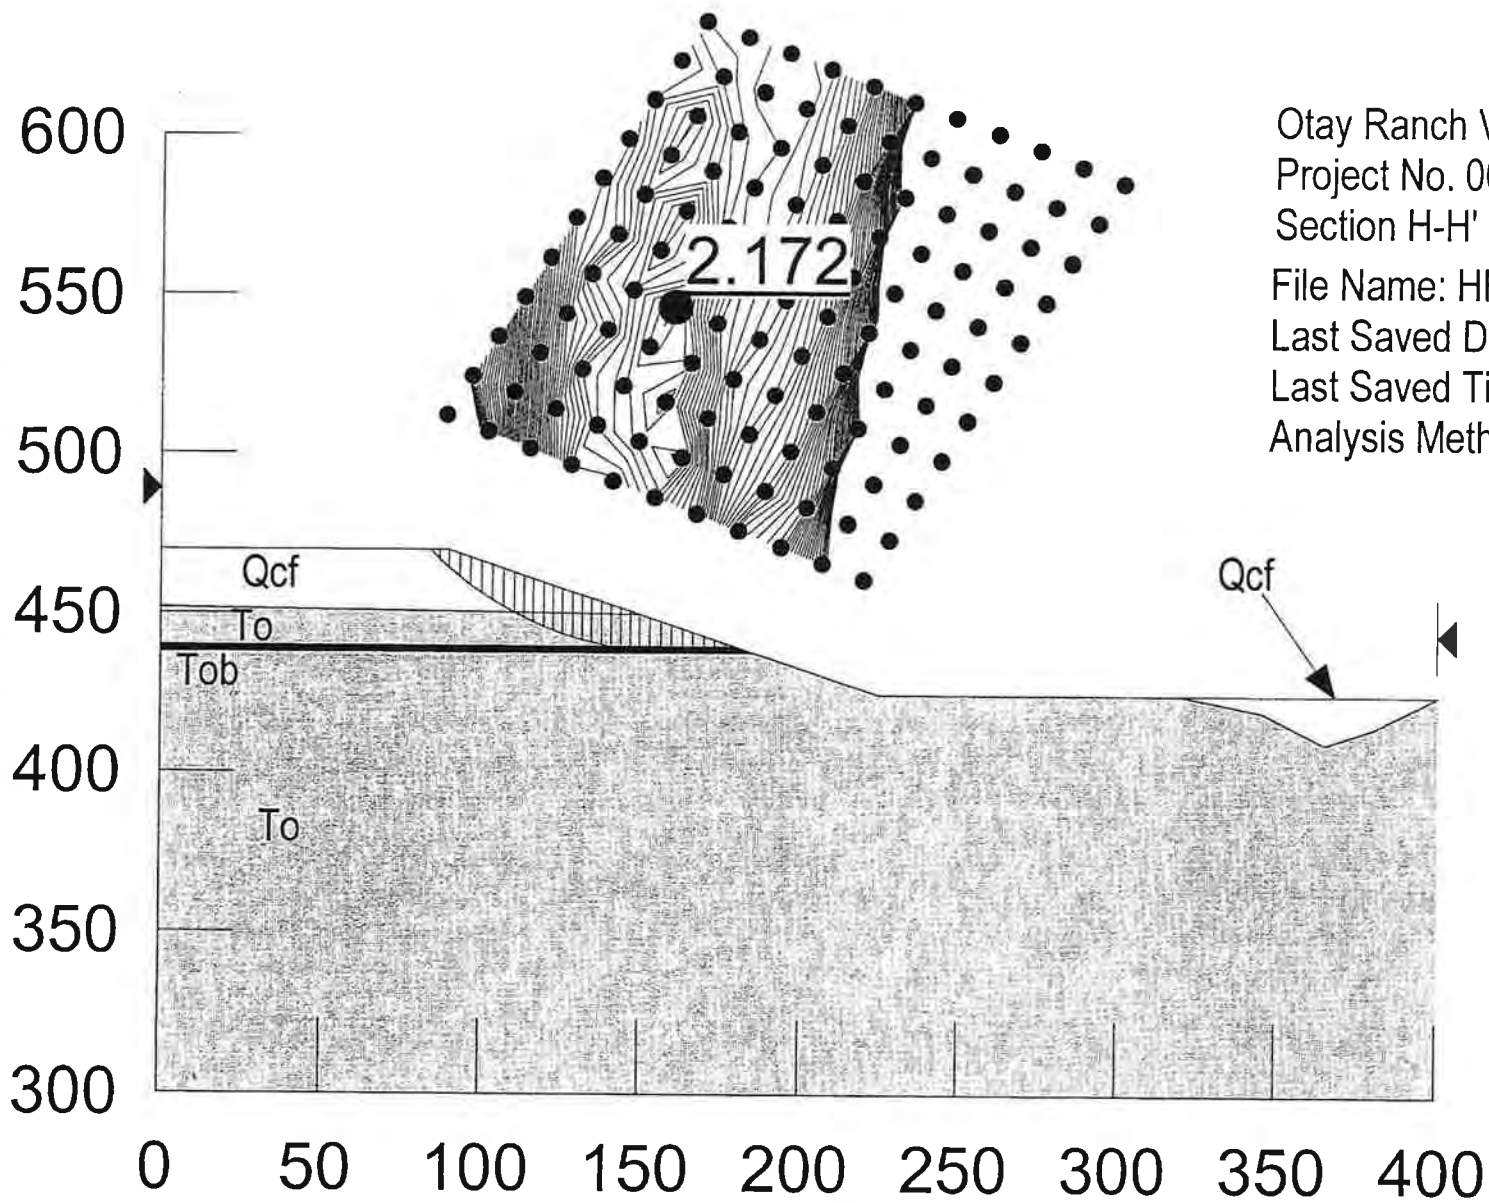 Otay Ranch
Project No.
Section H-H'
File Name:
Last Saved
Last Saved
Analysis
600
550
500
450
400
350
300
2.172
Qcf
To
Tob
To
Qcf
0 50 100 150 200 250 300 350 400